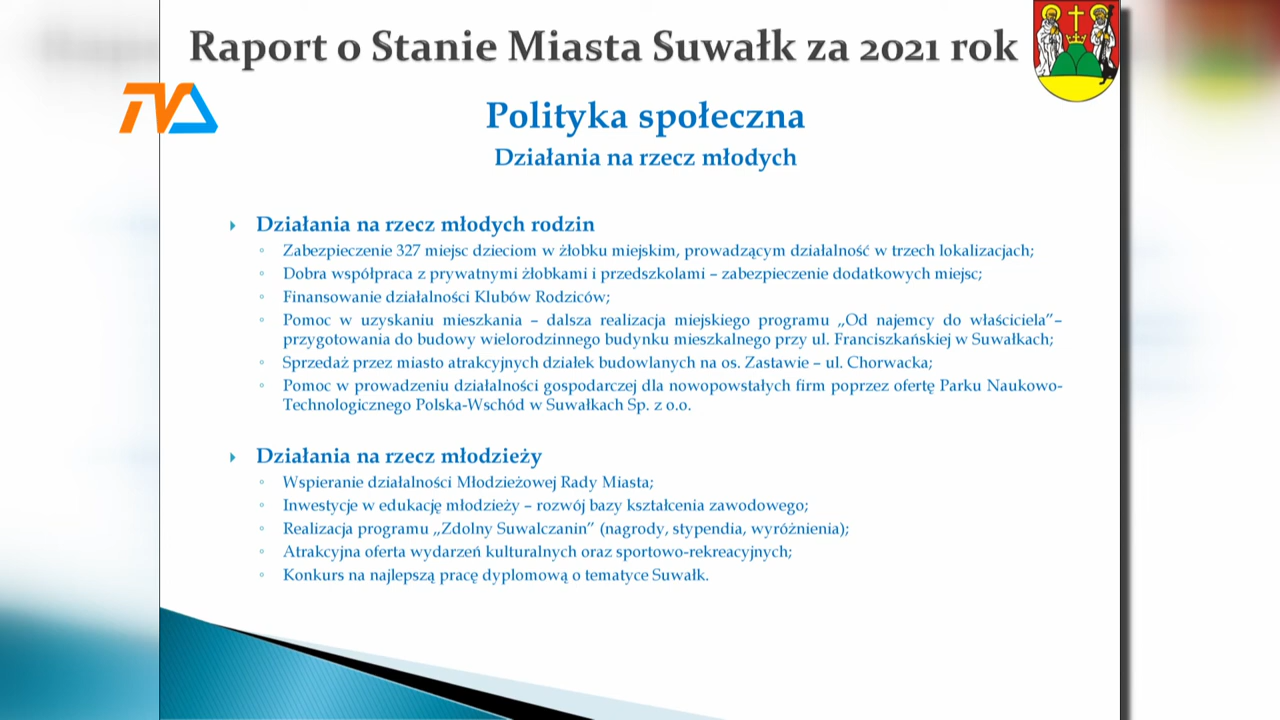 Raport o Stanie Miasta Suwałk za 2021 rok
TVA
Polityka społeczna
Działania na rzecz młodych
Działania na rzecz młodych rodzin
Zabezpieczenie 327 miejsc dzieciom w żłobku miejskim, prowadzącym działalność w trzech lokalizacjach;
Dobra współpraca z prywatnymi żłobkami i przedszkolami – zabezpieczenie dodatkowych miejsc;
Finansowanie działalności Klubów Rodziców;
Pomoc w uzyskaniu mieszkania – dalsza realizacja miejskiego programu „Od najemcy do właściciela”–
przygotowania do budowy wielorodzinnego budynku mieszkalnego przy ul. Franciszkańskiej w Suwałkach;
Sprzedaż przez miasto atrakcyjnych działek budowlanych na os. Zastawie – ul. Chorwacka;
Pomoc w prowadzeniu działalności gospodarczej dla nowopowstałych firm poprzez ofertę Parku Naukowo-
Technologicznego Polska-Wschód w Suwałkach Sp. z o.o.
Działania na rzecz młodzieży
Wspieranie działalności Młodzieżowej Rady Miasta;
Inwestycje w edukację młodzieży – rozwój bazy kształcenia zawodowego;
Realizacja programu „Zdolny Suwalczanin” (nagrody, stypendia, wyróżnienia);
Atrakcyjna oferta wydarzeń kulturalnych oraz sportowo-rekreacyjnych;
Konkurs na najlepszą pracę dyplomową o tematyce Suwałk.